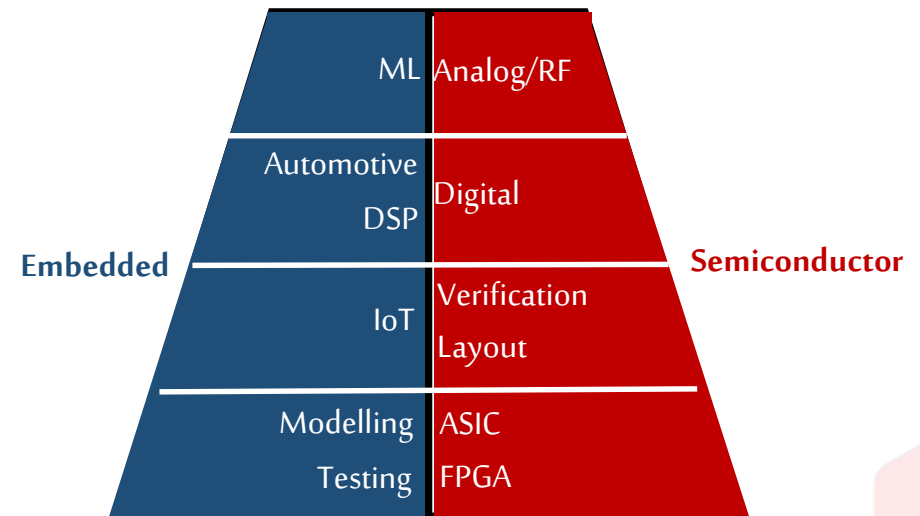 ML Analog/RF
Automotive
DSP
Digital
Embedded
Semiconductor
IoT
Verification
Layout
Modelling
Testing
ASIC
FPGA